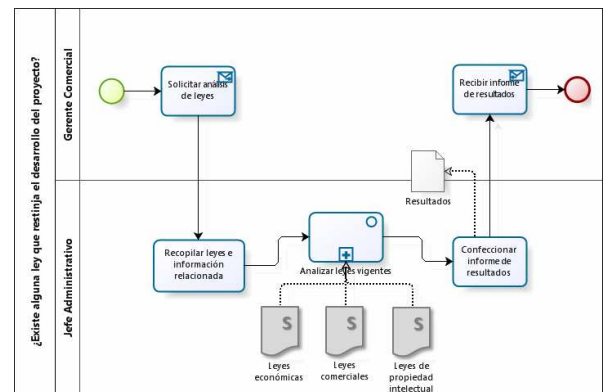 ¿Existe alguna ley que restinja el desarrollo del proyecto?
Gerente Comercial
Solicitar análisis
de leyes
Recibir informe
de resultados
Resultados
Jefe Administrativo
Recopilar leyes e
información
relacionada
Analizar leyes vigentes
Confeccionar
informe de
resultados
S
S
S
Leyes
económicas
Leyes
comerciales
Leyes de
propiedad
intelectual